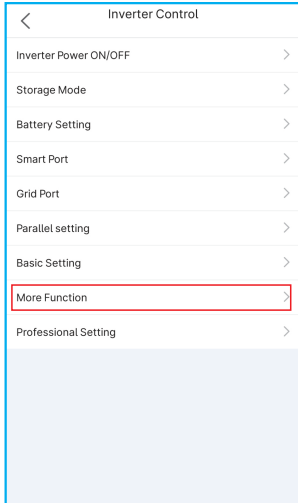 Inverter Control
Inverter Power ON/OFF
Storage Mode
Battery Setting
Smart Port
Grid Port
Parallel setting
Basic Setting
More Function
Professional Setting